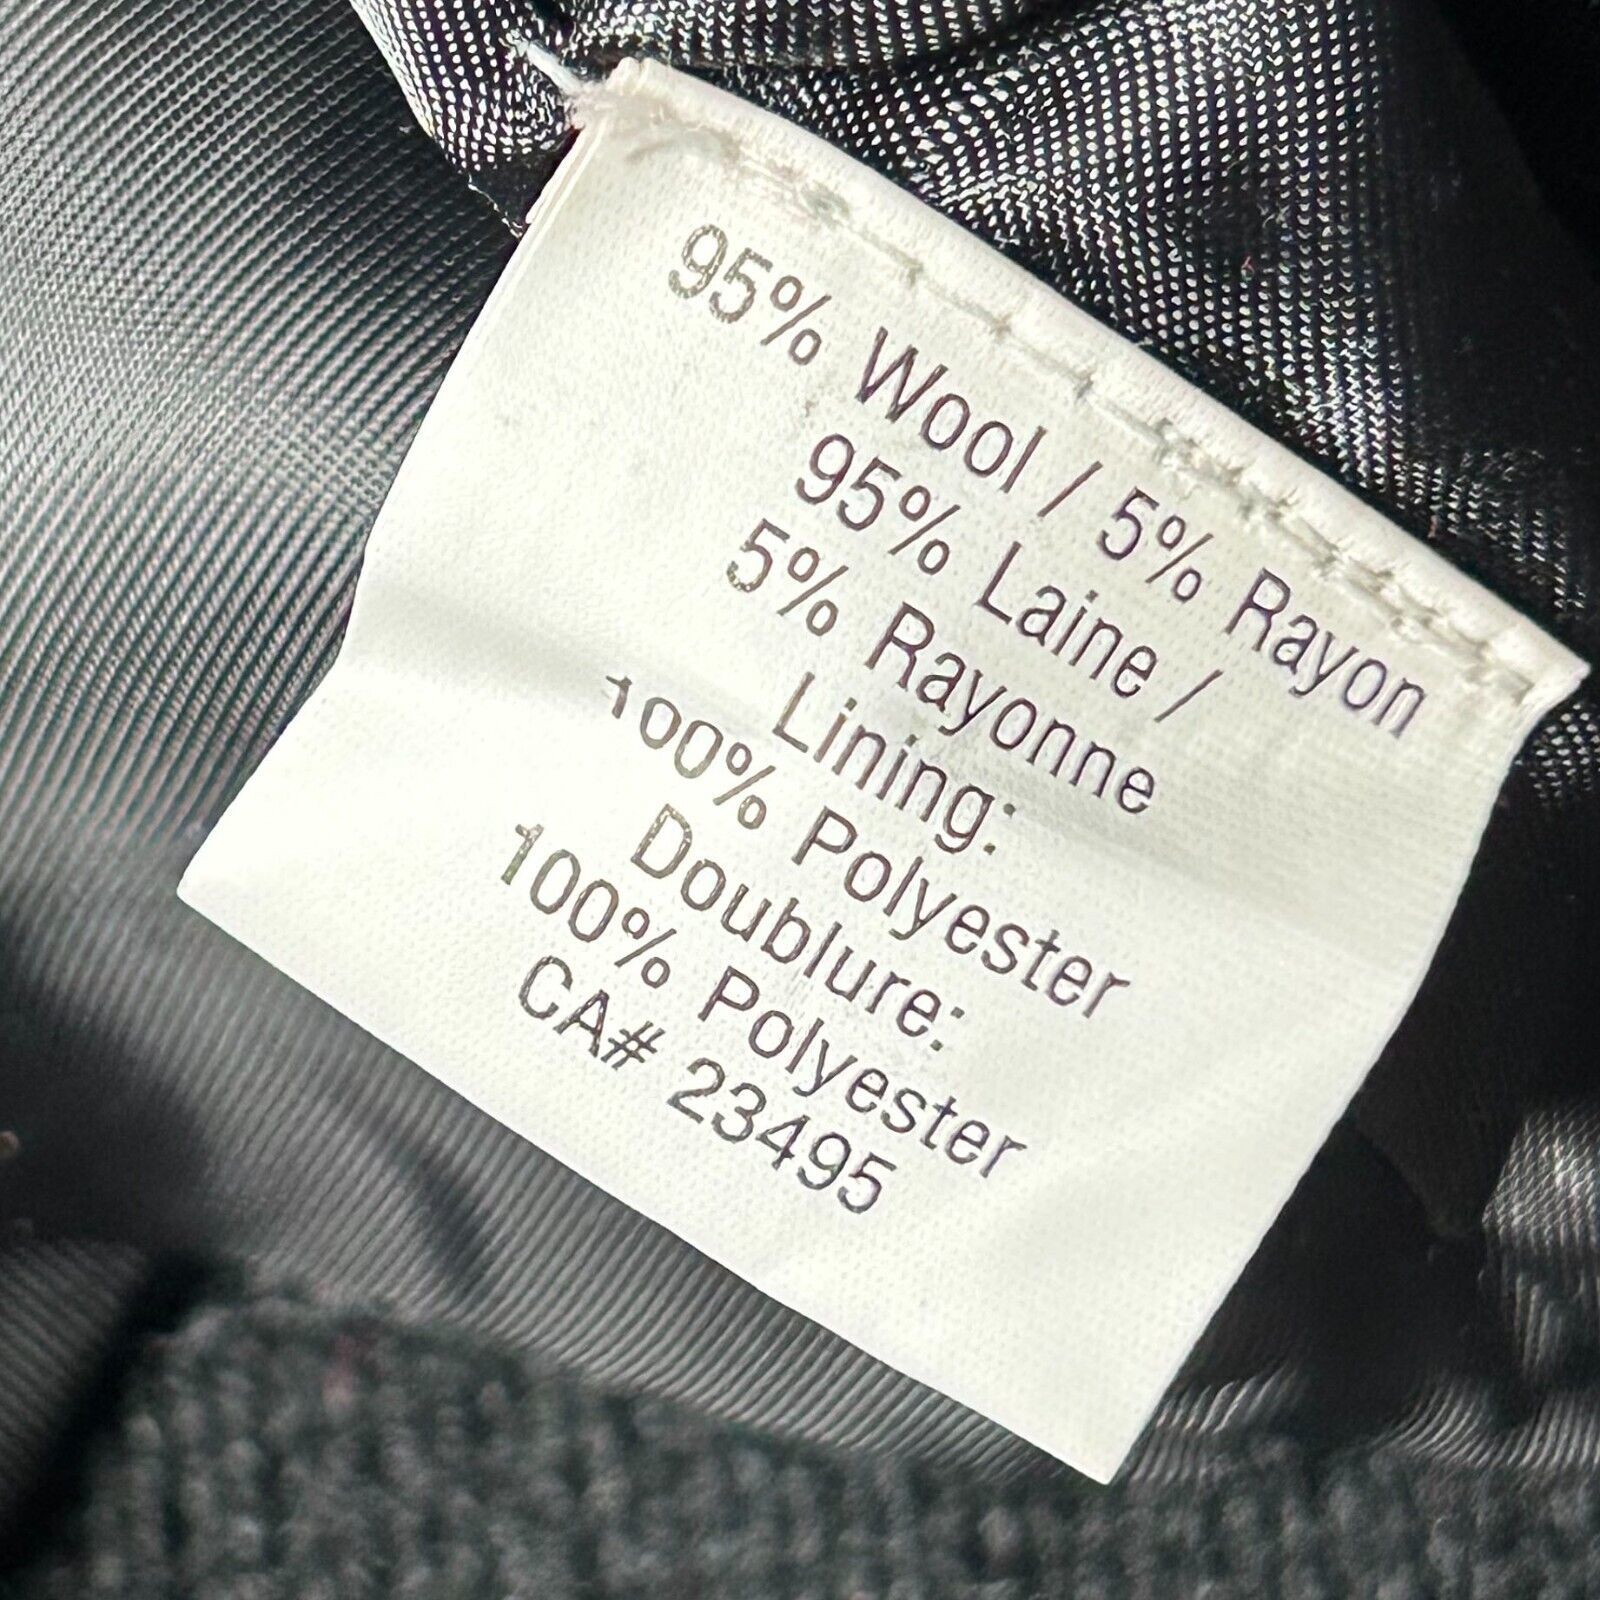 95% Wool / 5% Rayon
95% Laine /
5% Rayonne
Lining:
100% Polyester
Doublure:
100% Polyester
CA# 23495